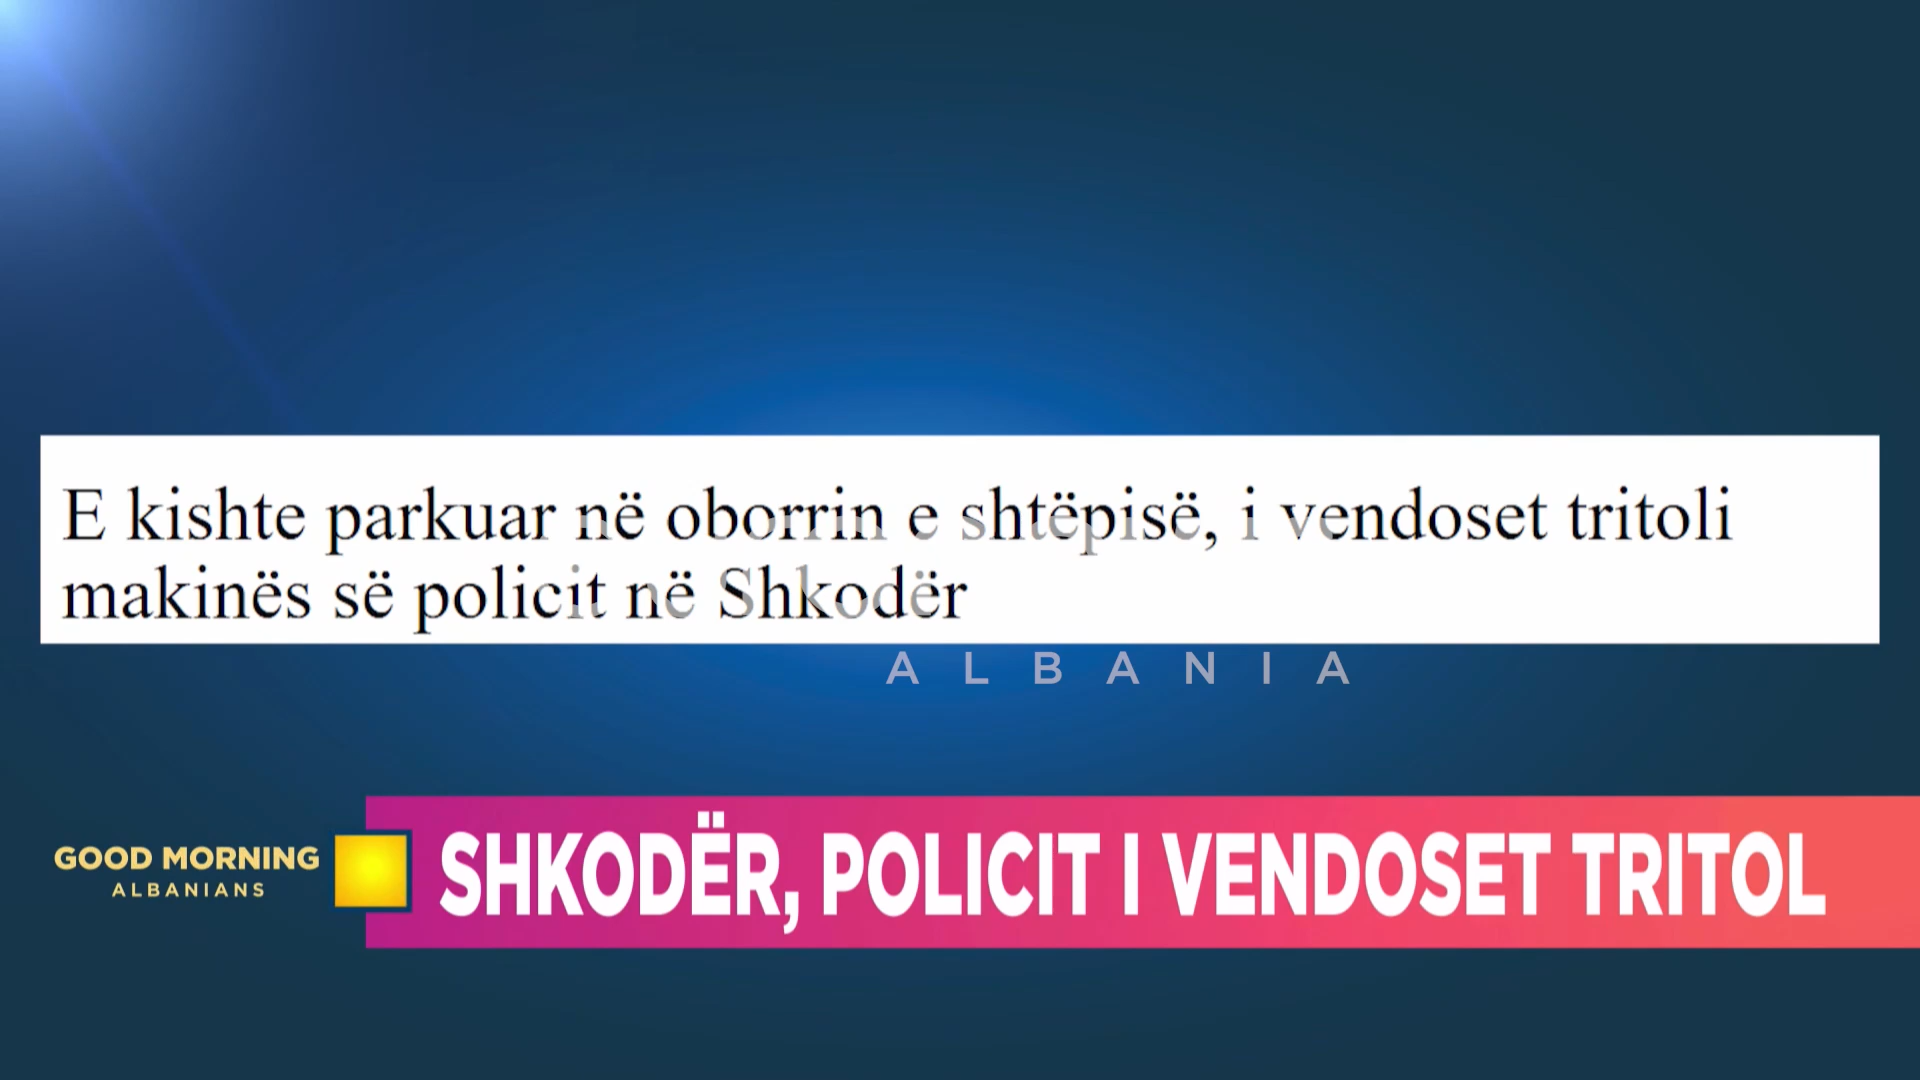 E kishte parkuar në oborrin e shtëpisë, i vendoset tritoli
makinës së policit në Shkodër
ALBANIA
GOOD MORNING
ALBANIANS
SHKODËR, POLICIT I VENDOSET TRITOL